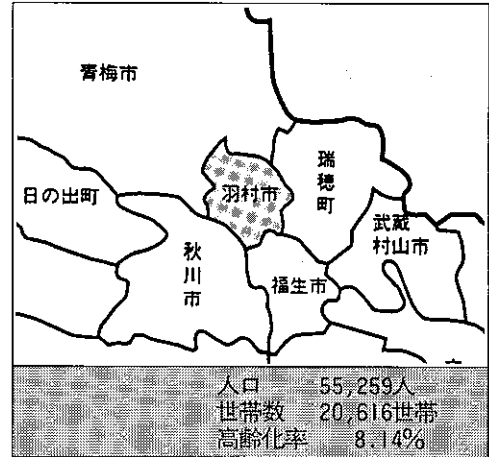 青梅市
瑞穂町
羽村市
日の出町
武蔵
村山市
秋川市
福生市
人口 55,259人
世帯数 20,616世帯
高齢化率 8.14%